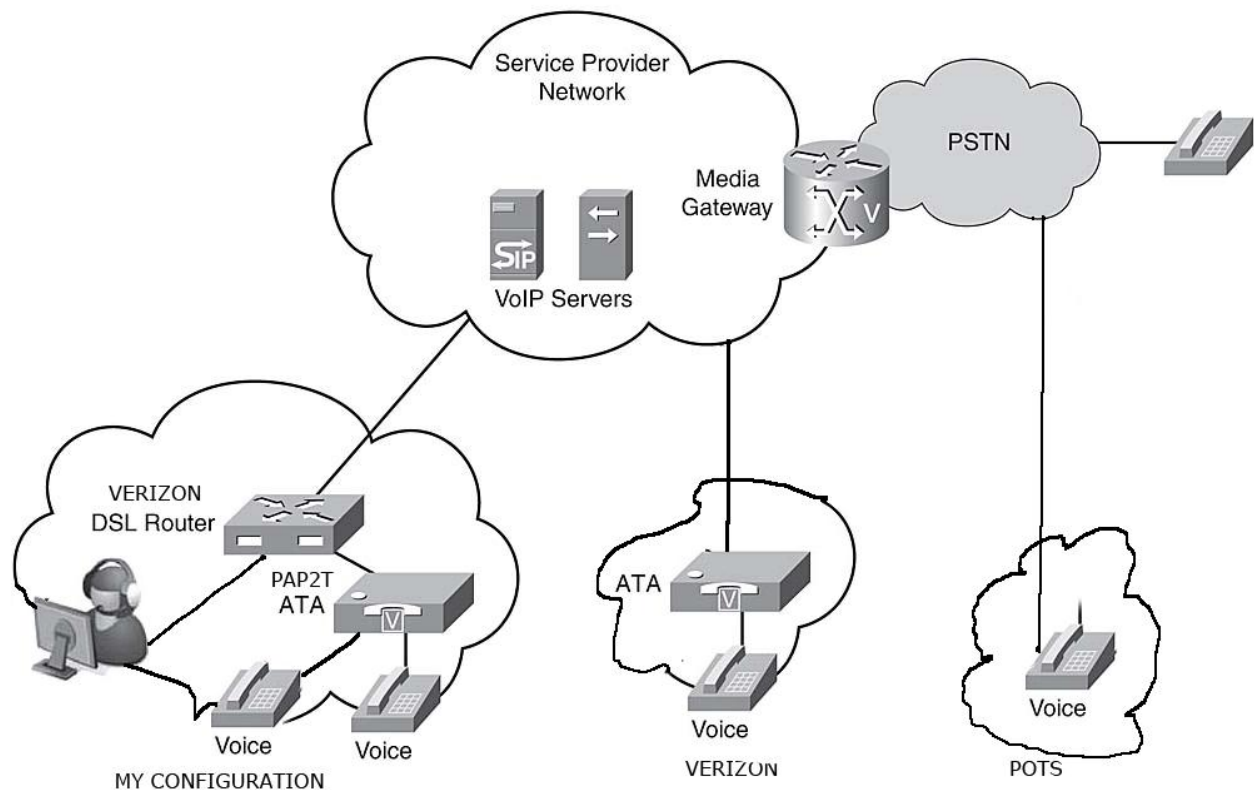 Service Provider
Network
PSTN
Media
Gateway
V
SIP
VoIP Servers
VERIZON
DSL Router
PAP2T
ATA
V
ATA
V
Voice
Voice
Voice
Voice
MY CONFIGURATION
VERIZON
POTS